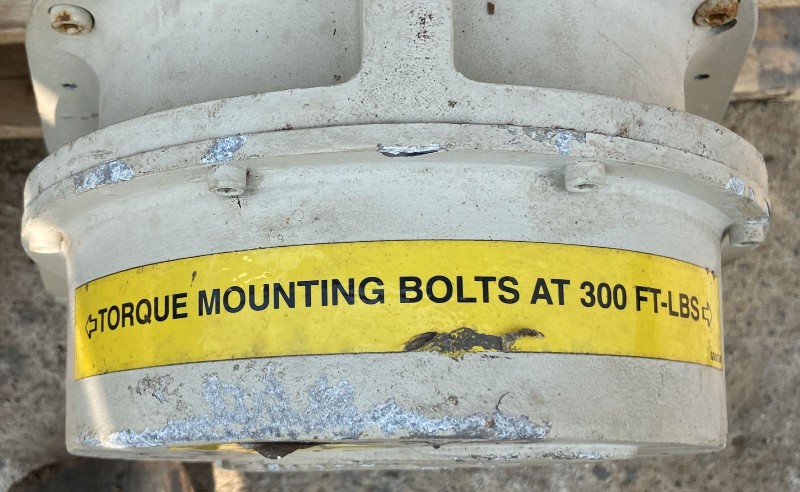 ⇦TORQUE MOUNTING BOLTS AT 300 FT-LBS⇨